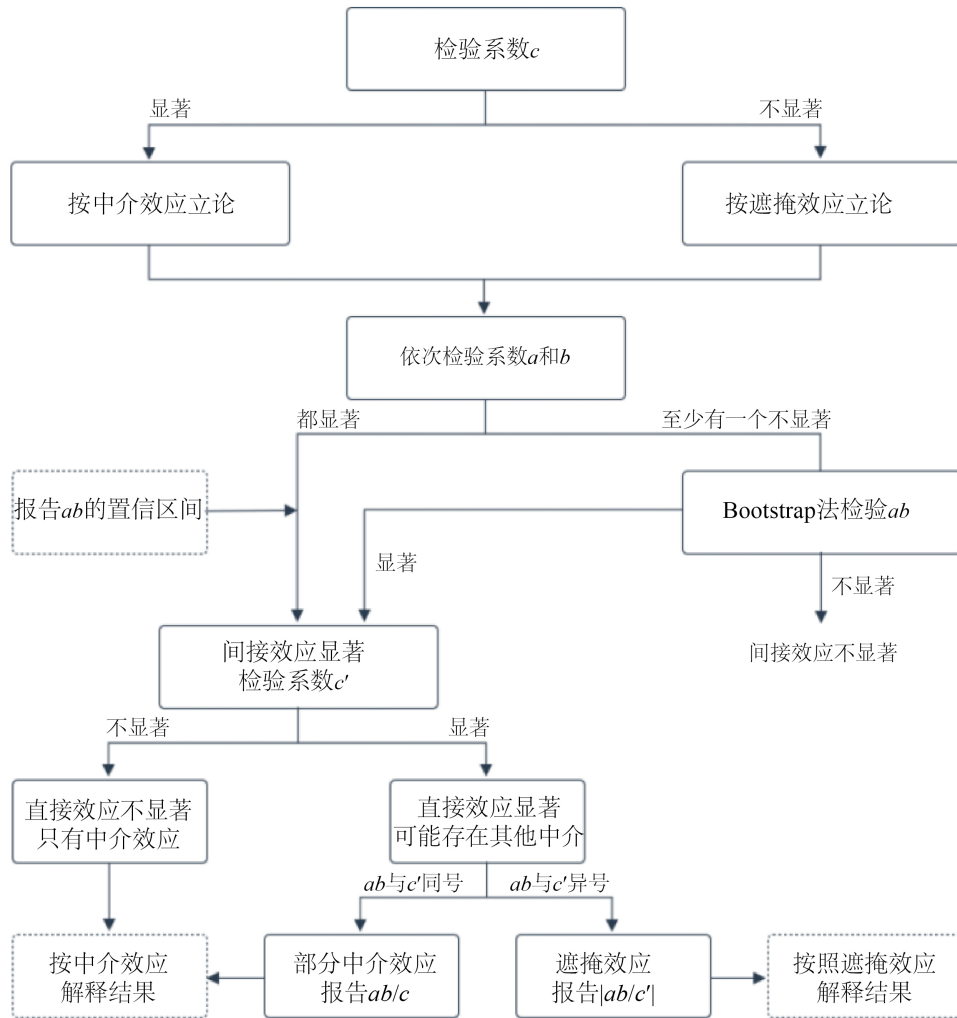 检验系数c
显著
不显著
按中介效应立论
按遮掩效应立论
依次检验系数a和b
都显著
至少有一个不显著
报告ab的置信区间
Bootstrap法检验ab
显著
不显著
间接效应显著
检验系数c′
间接效应不显著
不显著
显著
直接效应不显著
只有中介效应
直接效应显著
可能存在其他中介
ab与c′同号
ab与c′异号
按中介效应
解释结果
部分中介效应
报告ab/c
遮掩效应
报告|ab/c′|
按照遮掩效应
解释结果